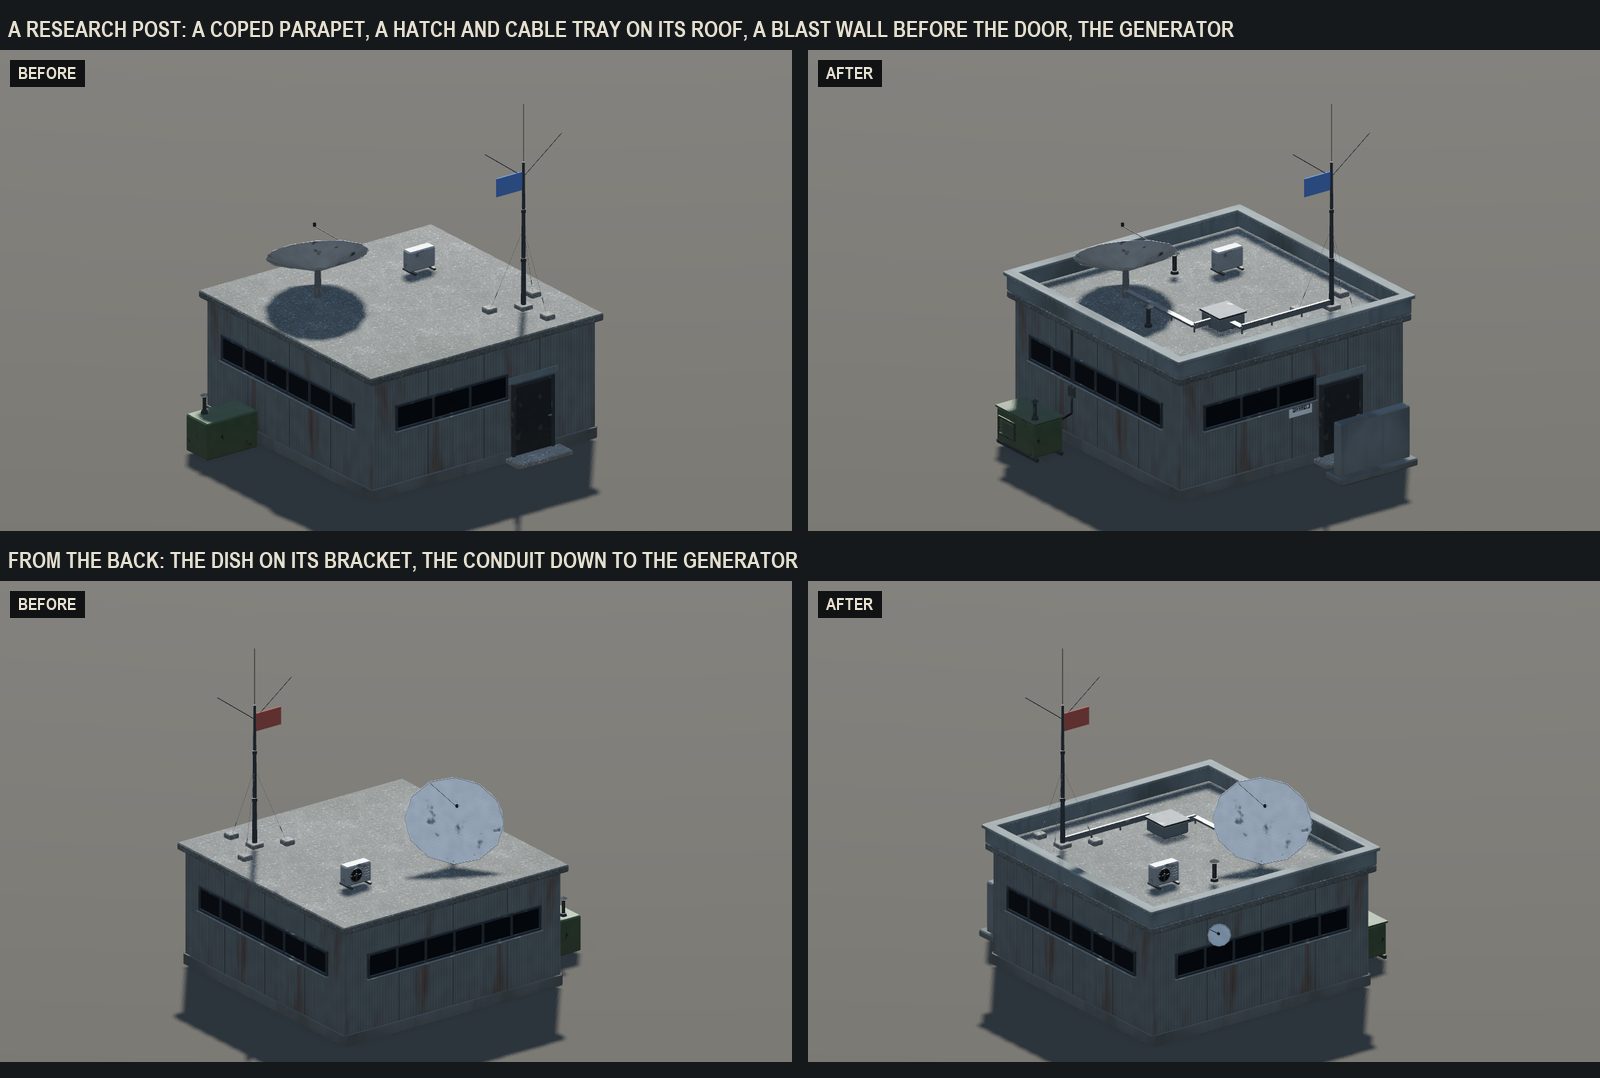 A RESEARCH POST: A COPED PARAPET, A HATCH AND CABLE TRAY ON ITS ROOF, A BLAST WALL BEFORE THE DOOR, THE GENERATOR
BEFORE
AFTER
FROM THE BACK: THE DISH ON ITS BRACKET, THE CONDUIT DOWN TO THE GENERATOR
BEFORE
AFTER